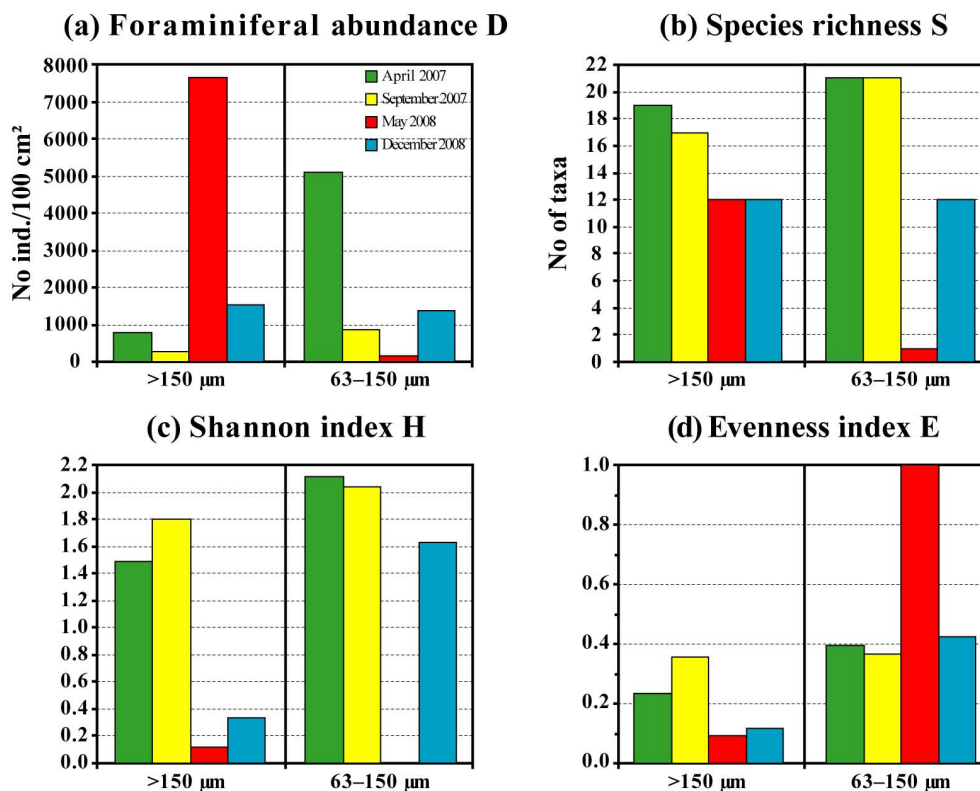 (a) Foraminiferal abundance D
No ind./100 cm²
8000
7000
6000
5000
4000
3000
2000
1000
0
April 2007
September 2007
May 2008
December 2008
>150 µm
63–150 µm
(b) Species richness S
No of taxa
22
20
18
16
14
12
10
8
6
4
2
0
>150 µm
63–150 µm
(c) Shannon index H
2.2
2.0
1.8
1.6
1.4
1.2
1.0
0.8
0.6
0.4
0.2
0.0
>150 µm
63–150 µm
(d) Evenness index E
1.0
0.8
0.6
0.4
0.2
0.0
>150 µm
63–150 µm